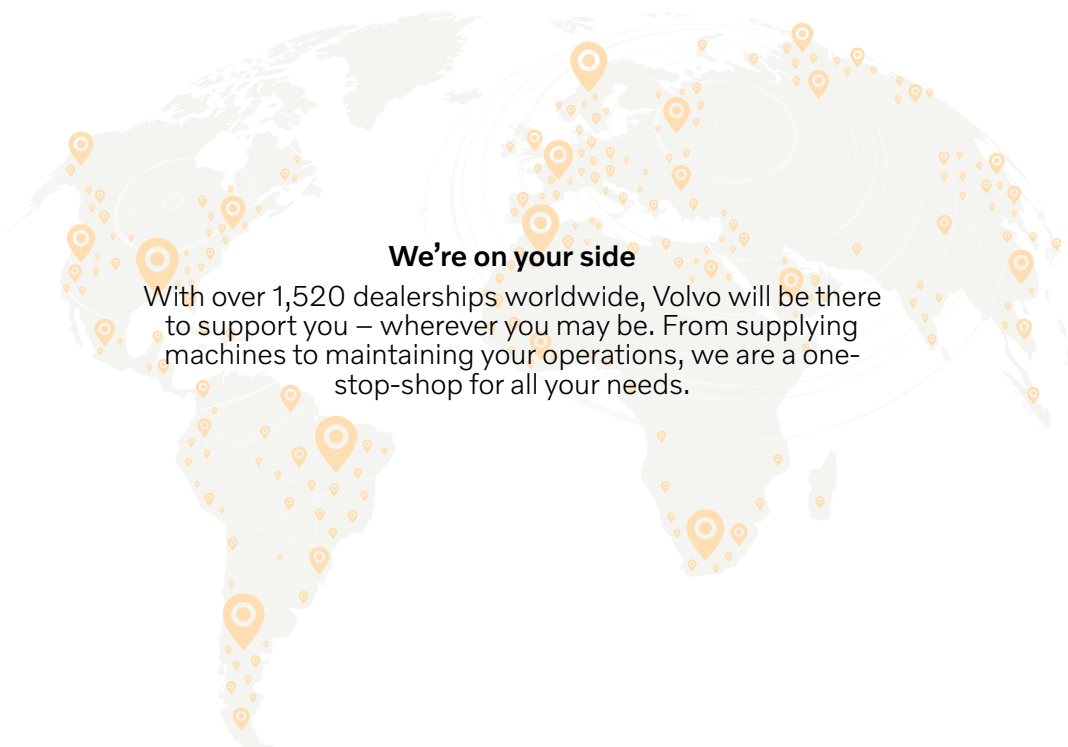 We’re on your side
With over 1,520 dealerships worldwide, Volvo will be there
to support you – wherever you may be. From supplying
machines to maintaining your operations, we are a one-
stop-shop for all your needs.